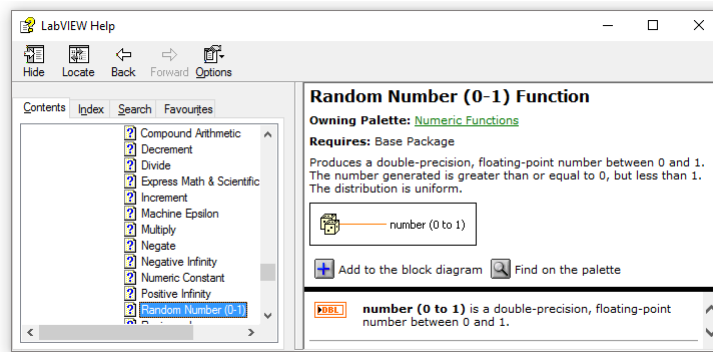 LabVIEW Help
Hide Locate Back Forward Options
Contents Index Search Favourites
Compound Arithmetic
Decrement
Divide
Express Math & Scientific
Increment
Machine Epsilon
Multiply
Negate
Negative Infinity
Numeric Constant
Positive Infinity
Random Number (0-1)
Random Number (0-1) Function
Owning Palette: Numeric Functions
Requires: Base Package
Produces a double-precision, floating-point number between 0 and 1.
The number generated is greater than or equal to 0, but less than 1.
The distribution is uniform.
number (0 to 1)
Add to the block diagram Find on the palette
DBL number (0 to 1) is a double-precision, floating-point
number between 0 and 1.